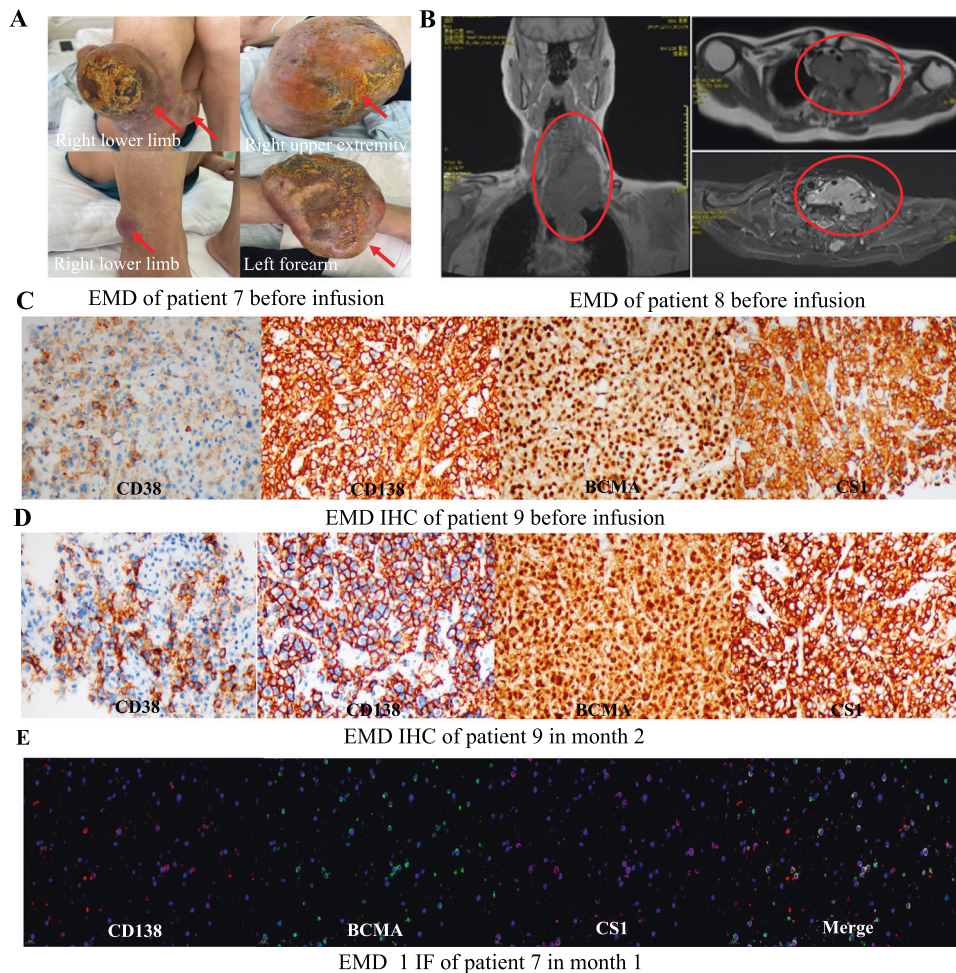 A
B
Right lower limb
Right upper extremity
Right lower limb
Left forearm
EMD of patient 7 before infusion
EMD of patient 8 before infusion
C
CD38
CD138
BCMA
CS1
EMD IHC of patient 9 before infusion
D
CD38
CD138
BCMA
CS1
EMD IHC of patient 9 in month 2
E
CD138
BCMA
CS1
Merge
EMD 1 IF of patient 7 in month 1